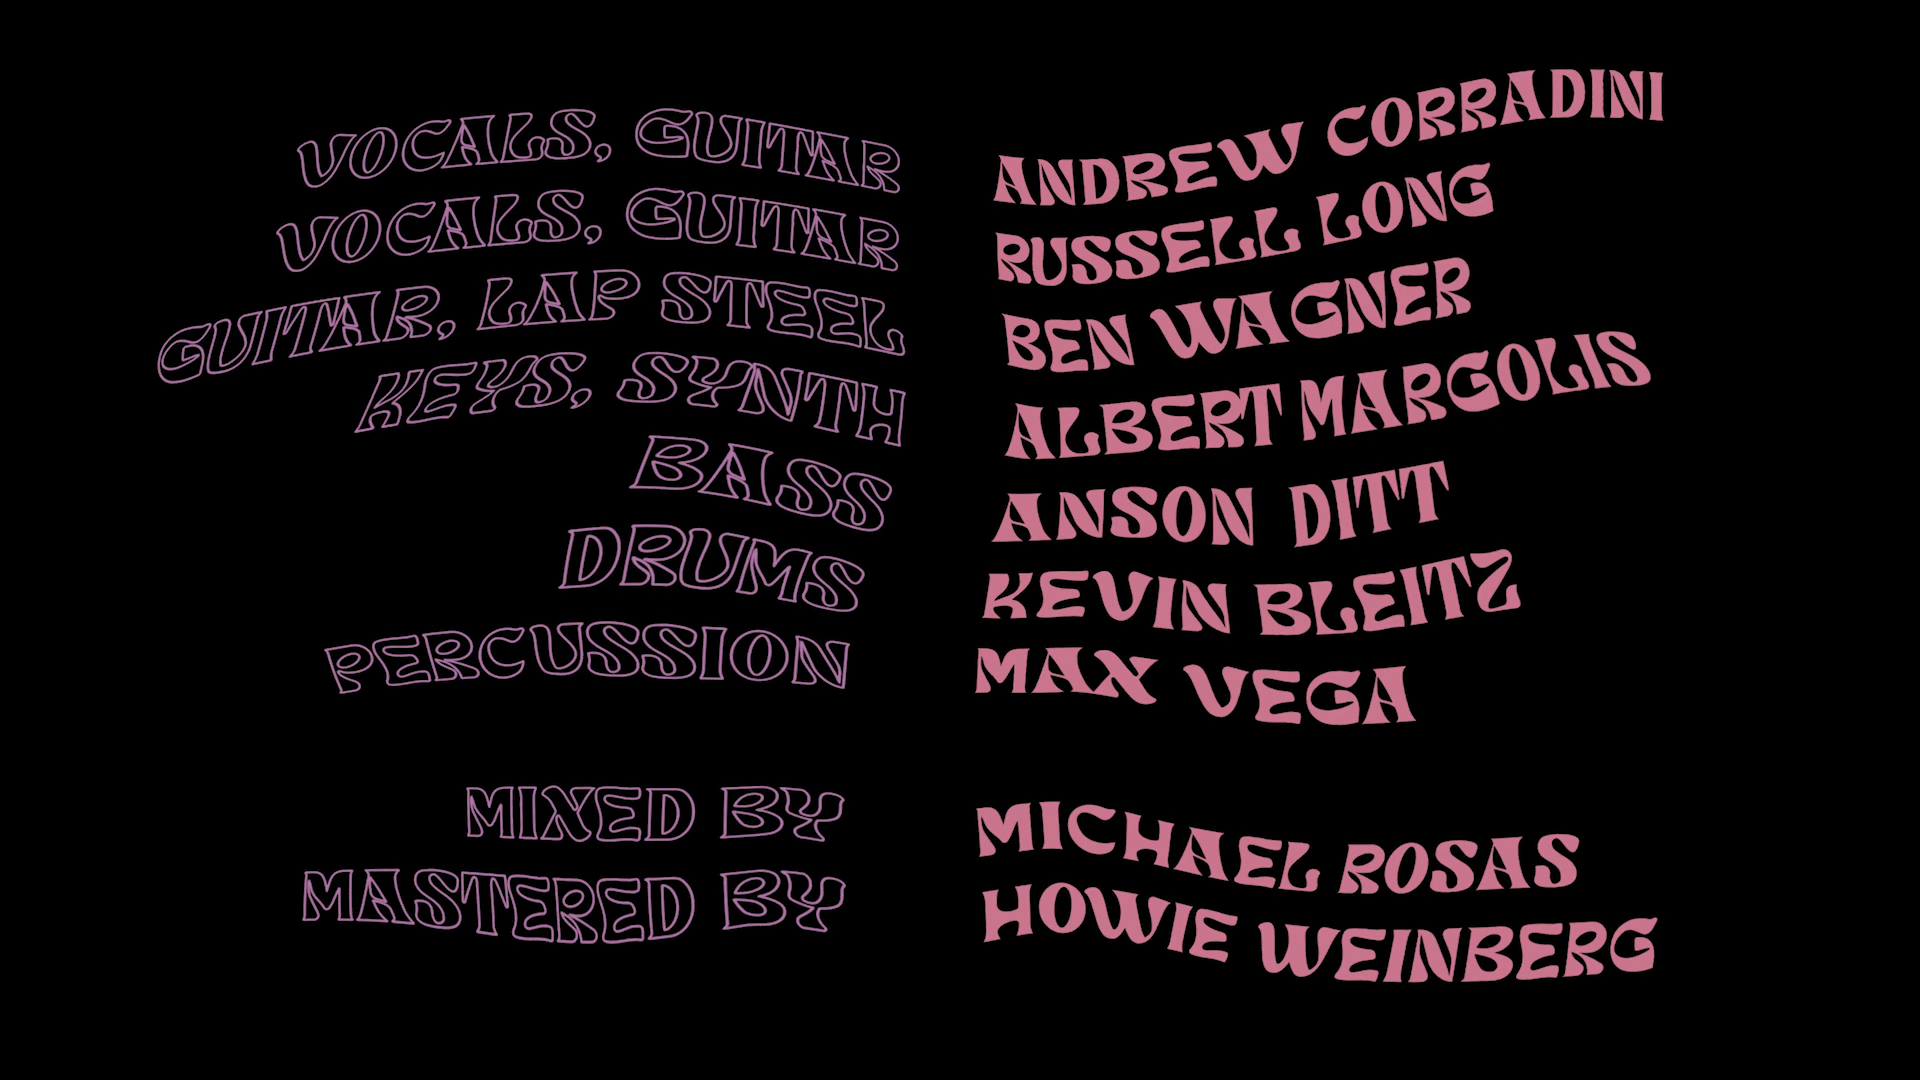 VOCALS, GUITAR ANDREW CORRADINI
VOCALS, GUITAR RUSSELL LONG
GUITAR, LAP STEEL BEN WAGNER
KEYS, SYNTH ALBERT MARGOLIS
BASS ANSON DITT
DRUMS KEVIN BLEITZ
PERCUSSION MAX VEGA
MIXED BY MICHAEL ROSAS
MASTERED BY HOWIE WEINBERG